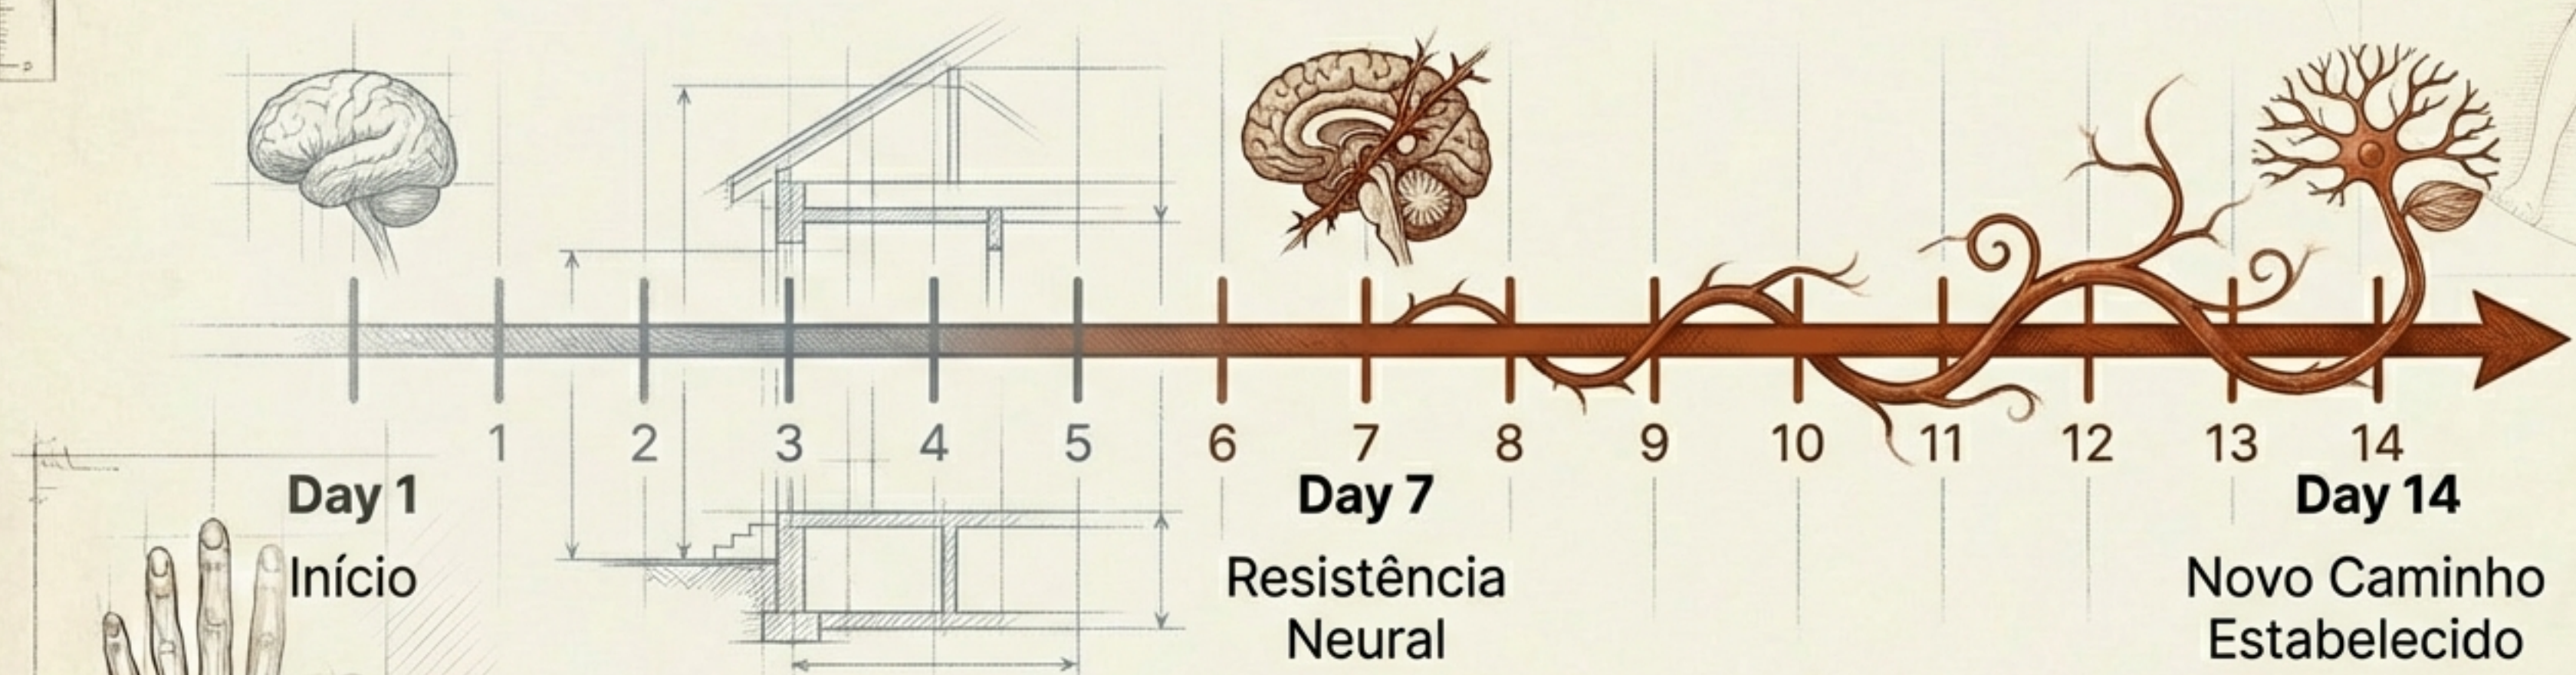 1 2 3 4 5 6 7 8 9 10 11 12 13 14
Day 1
Início
Day 7
Resistência
Neural
Day 14
Novo Caminho
Estabelecido